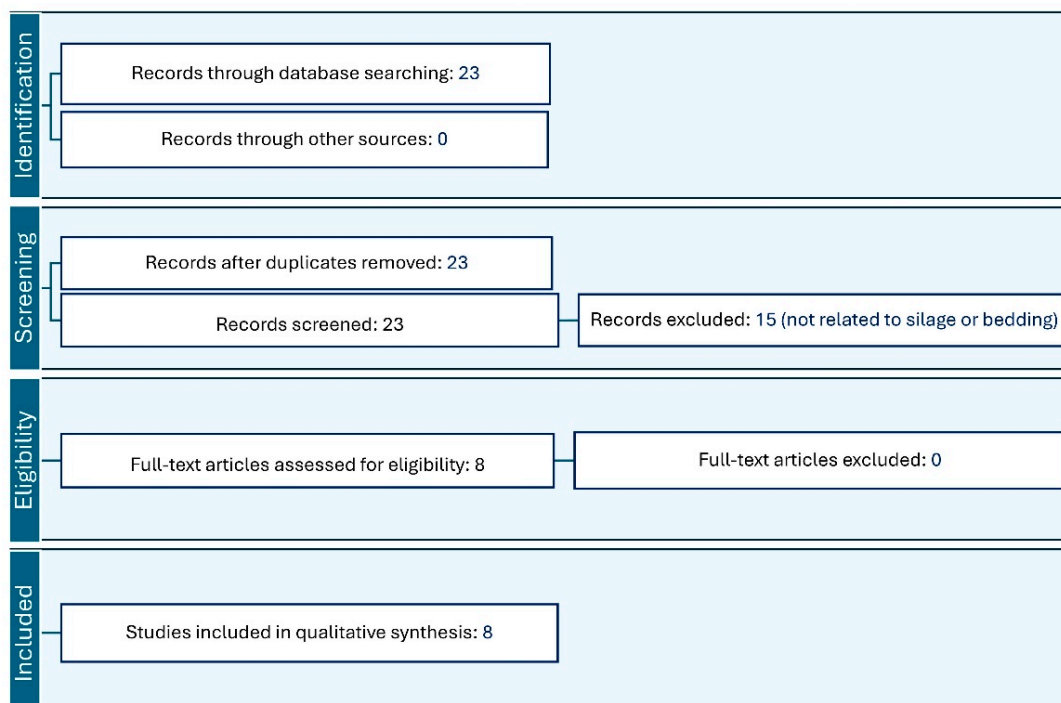 Identification
Records through database searching: 23
Records through other sources: 0
Screening
Records after duplicates removed: 23
Records screened: 23
Records excluded: 15 (not related to silage or bedding)
Eligibility
Full-text articles assessed for eligibility: 8
Full-text articles excluded: 0
Included
Studies included in qualitative synthesis: 8